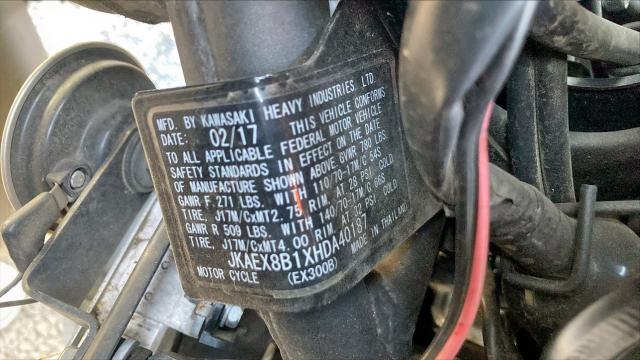 MFD. BY KAWASAKI HEAVY INDUSTRIES, LTD.
DATE: 02/17 THIS VEHICLE CONFORMS
TO ALL APPLICABLE FEDERAL MOTOR VEHICLE
SAFETY STANDARDS IN EFFECT ON THE DATE
OF MANUFACTURE SHOWN ABOVE GVWR 780 LBS.
GAWR F 271 LBS. WITH 110/70-17M/C 54S
TIRE, J17M/CxMT2.75 RIM, AT 28 PSI COLD
GAWR R 509 LBS. WITH 140/70-17M/C 66S
TIRE, J17M/CxMT4.00 RIM, AT 32 PSI COLD.
JKAEX8B1XHDA40187
MOTOR CYCLE (EX300B) MADE IN THAILAND